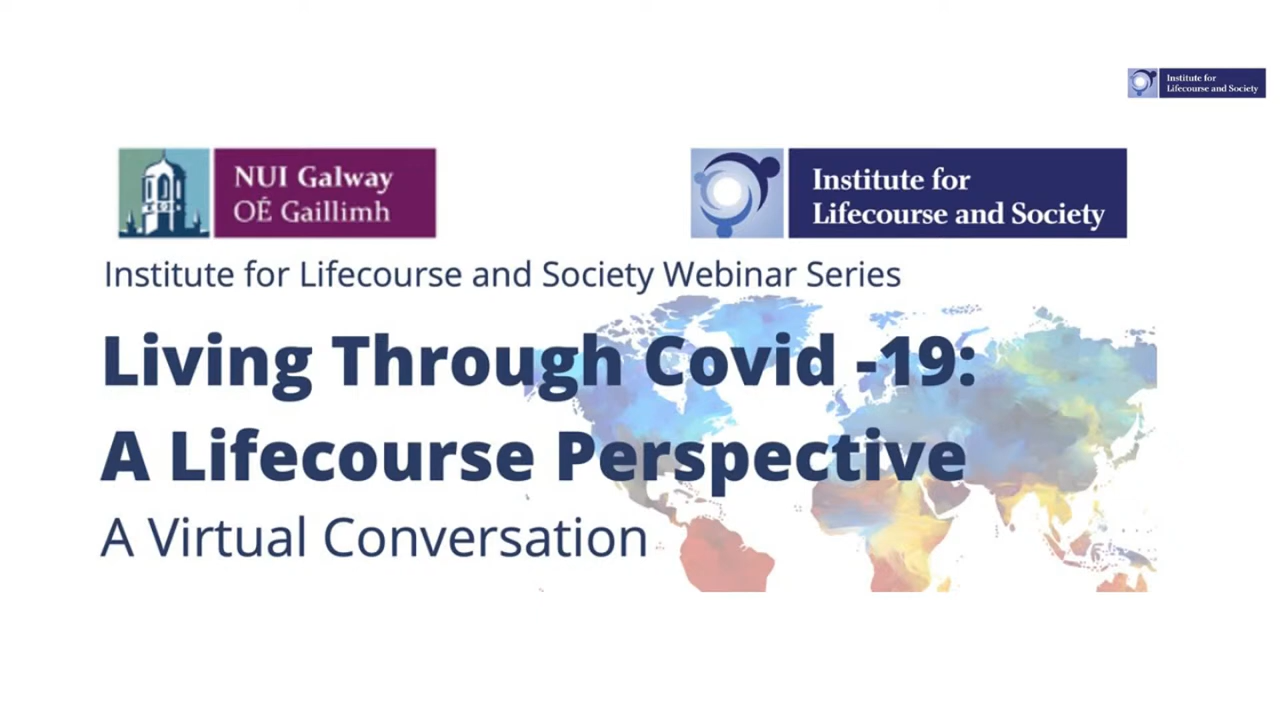 Institute for
Lifecourse and Society
NUI Galway
OÉ Gaillimh
Institute for
Lifecourse and Society
Institute for Lifecourse and Society Webinar Series
Living Through Covid -19:
A Lifecourse Perspective
A Virtual Conversation